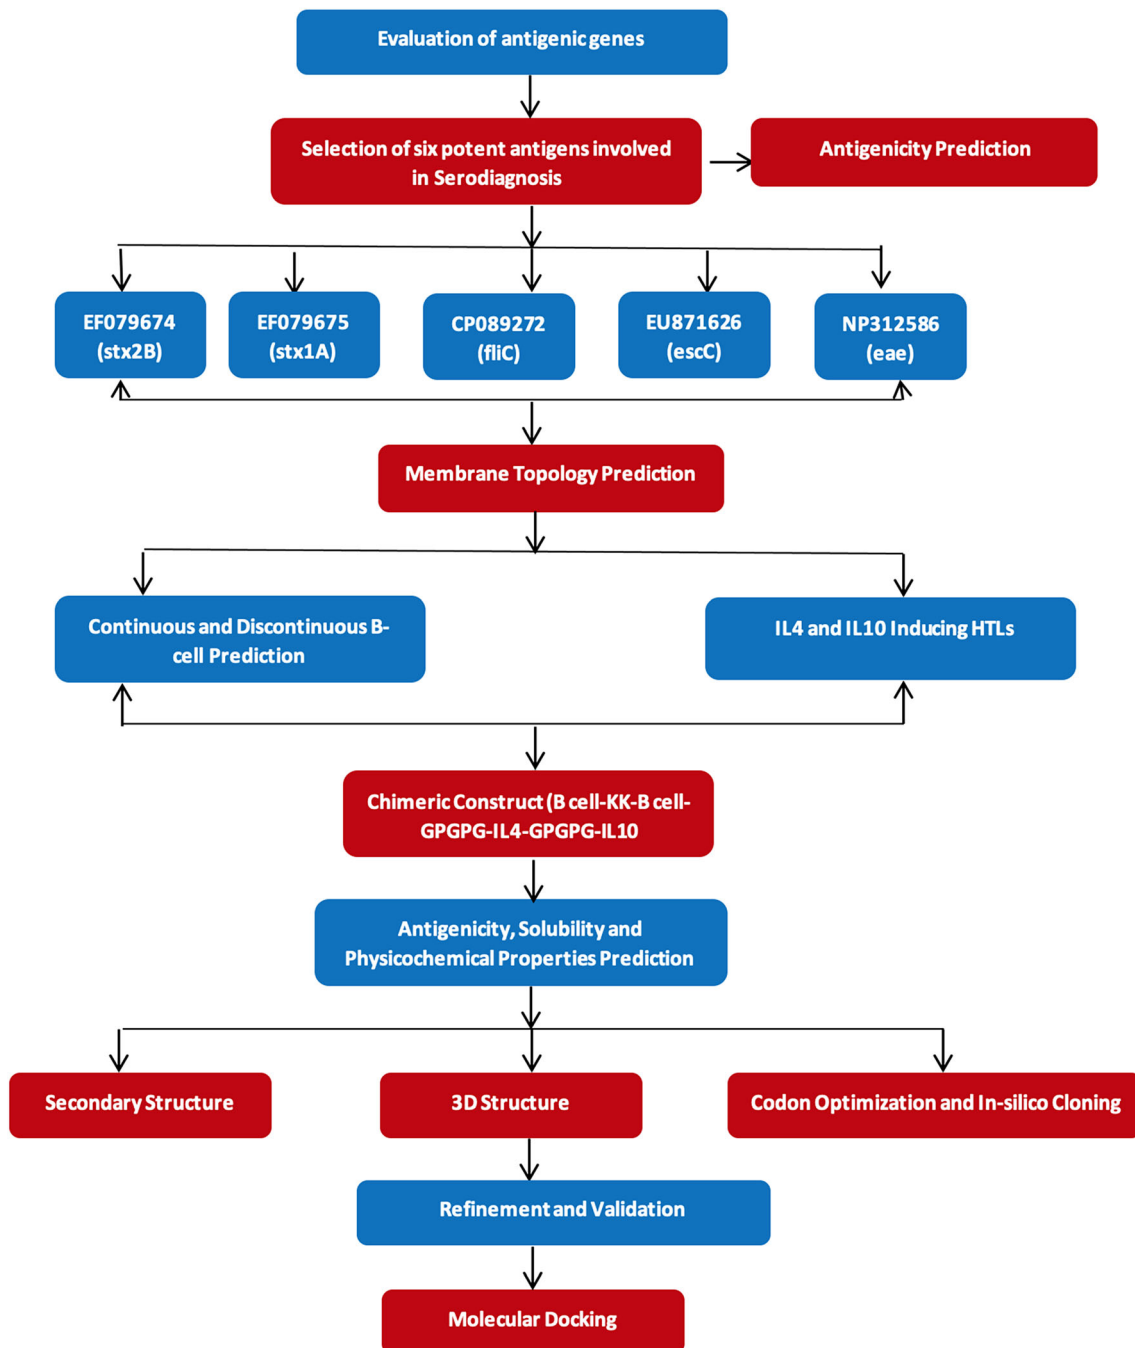 Evaluation of antigenic genes
Selection of six potent antigens involved
in Serodiagnosis
Antigenicity Prediction
EF079674
(stx2B)
EF079675
(stx1A)
CP089272
(fliC)
EU871626
(escC)
NP312586
(eae)
Membrane Topology Prediction
Continuous and Discontinuous B-
cell Prediction
IL4 and IL10 Inducing HTLs
Chimeric Construct (B cell-KK-B cell-
GPGPG-IL4-GPGPG-IL10
Antigenicity, Solubility and
Physicochemical Properties Prediction
Secondary Structure
3D Structure
Codon Optimization and In-silico Cloning
Refinement and Validation
Molecular Docking